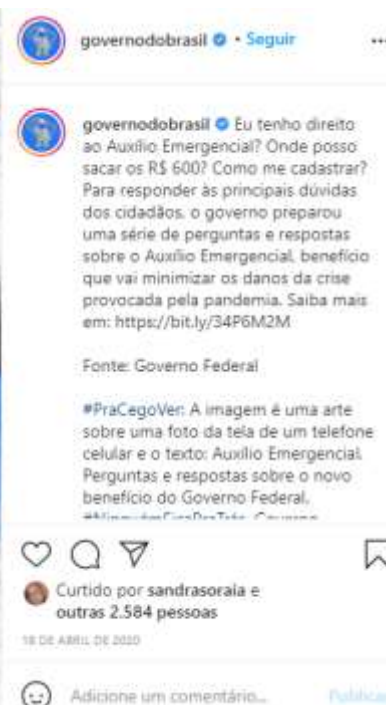 governodobrasil • Seguir
governodobrasil Eu tenho direito
ao Auxílio Emergencial? Onde posso
sacar os R$ 600? Como me cadastrar?
Para responder às principais dúvidas
dos cidadãos, o governo preparou
uma série de perguntas e respostas
sobre o Auxílio Emergencial, benefício
que vai minimizar os danos da crise
provocada pela pandemia. Saiba mais
em: https://bit.ly/34P6M2M
Fonte: Governo Federal
#PraCegoVer: A imagem é uma arte
sobre uma foto da tela de um telefone
celular e o texto: Auxílio Emergencial.
Perguntas e respostas sobre o novo
benefício do Governo Federal.
#NinguémFicaPraTrás Governo
Curtido por sandrasoraia e
outras 2.584 pessoas
18 DE ABRIL DE 2020
Adicione um comentário...
Publicar